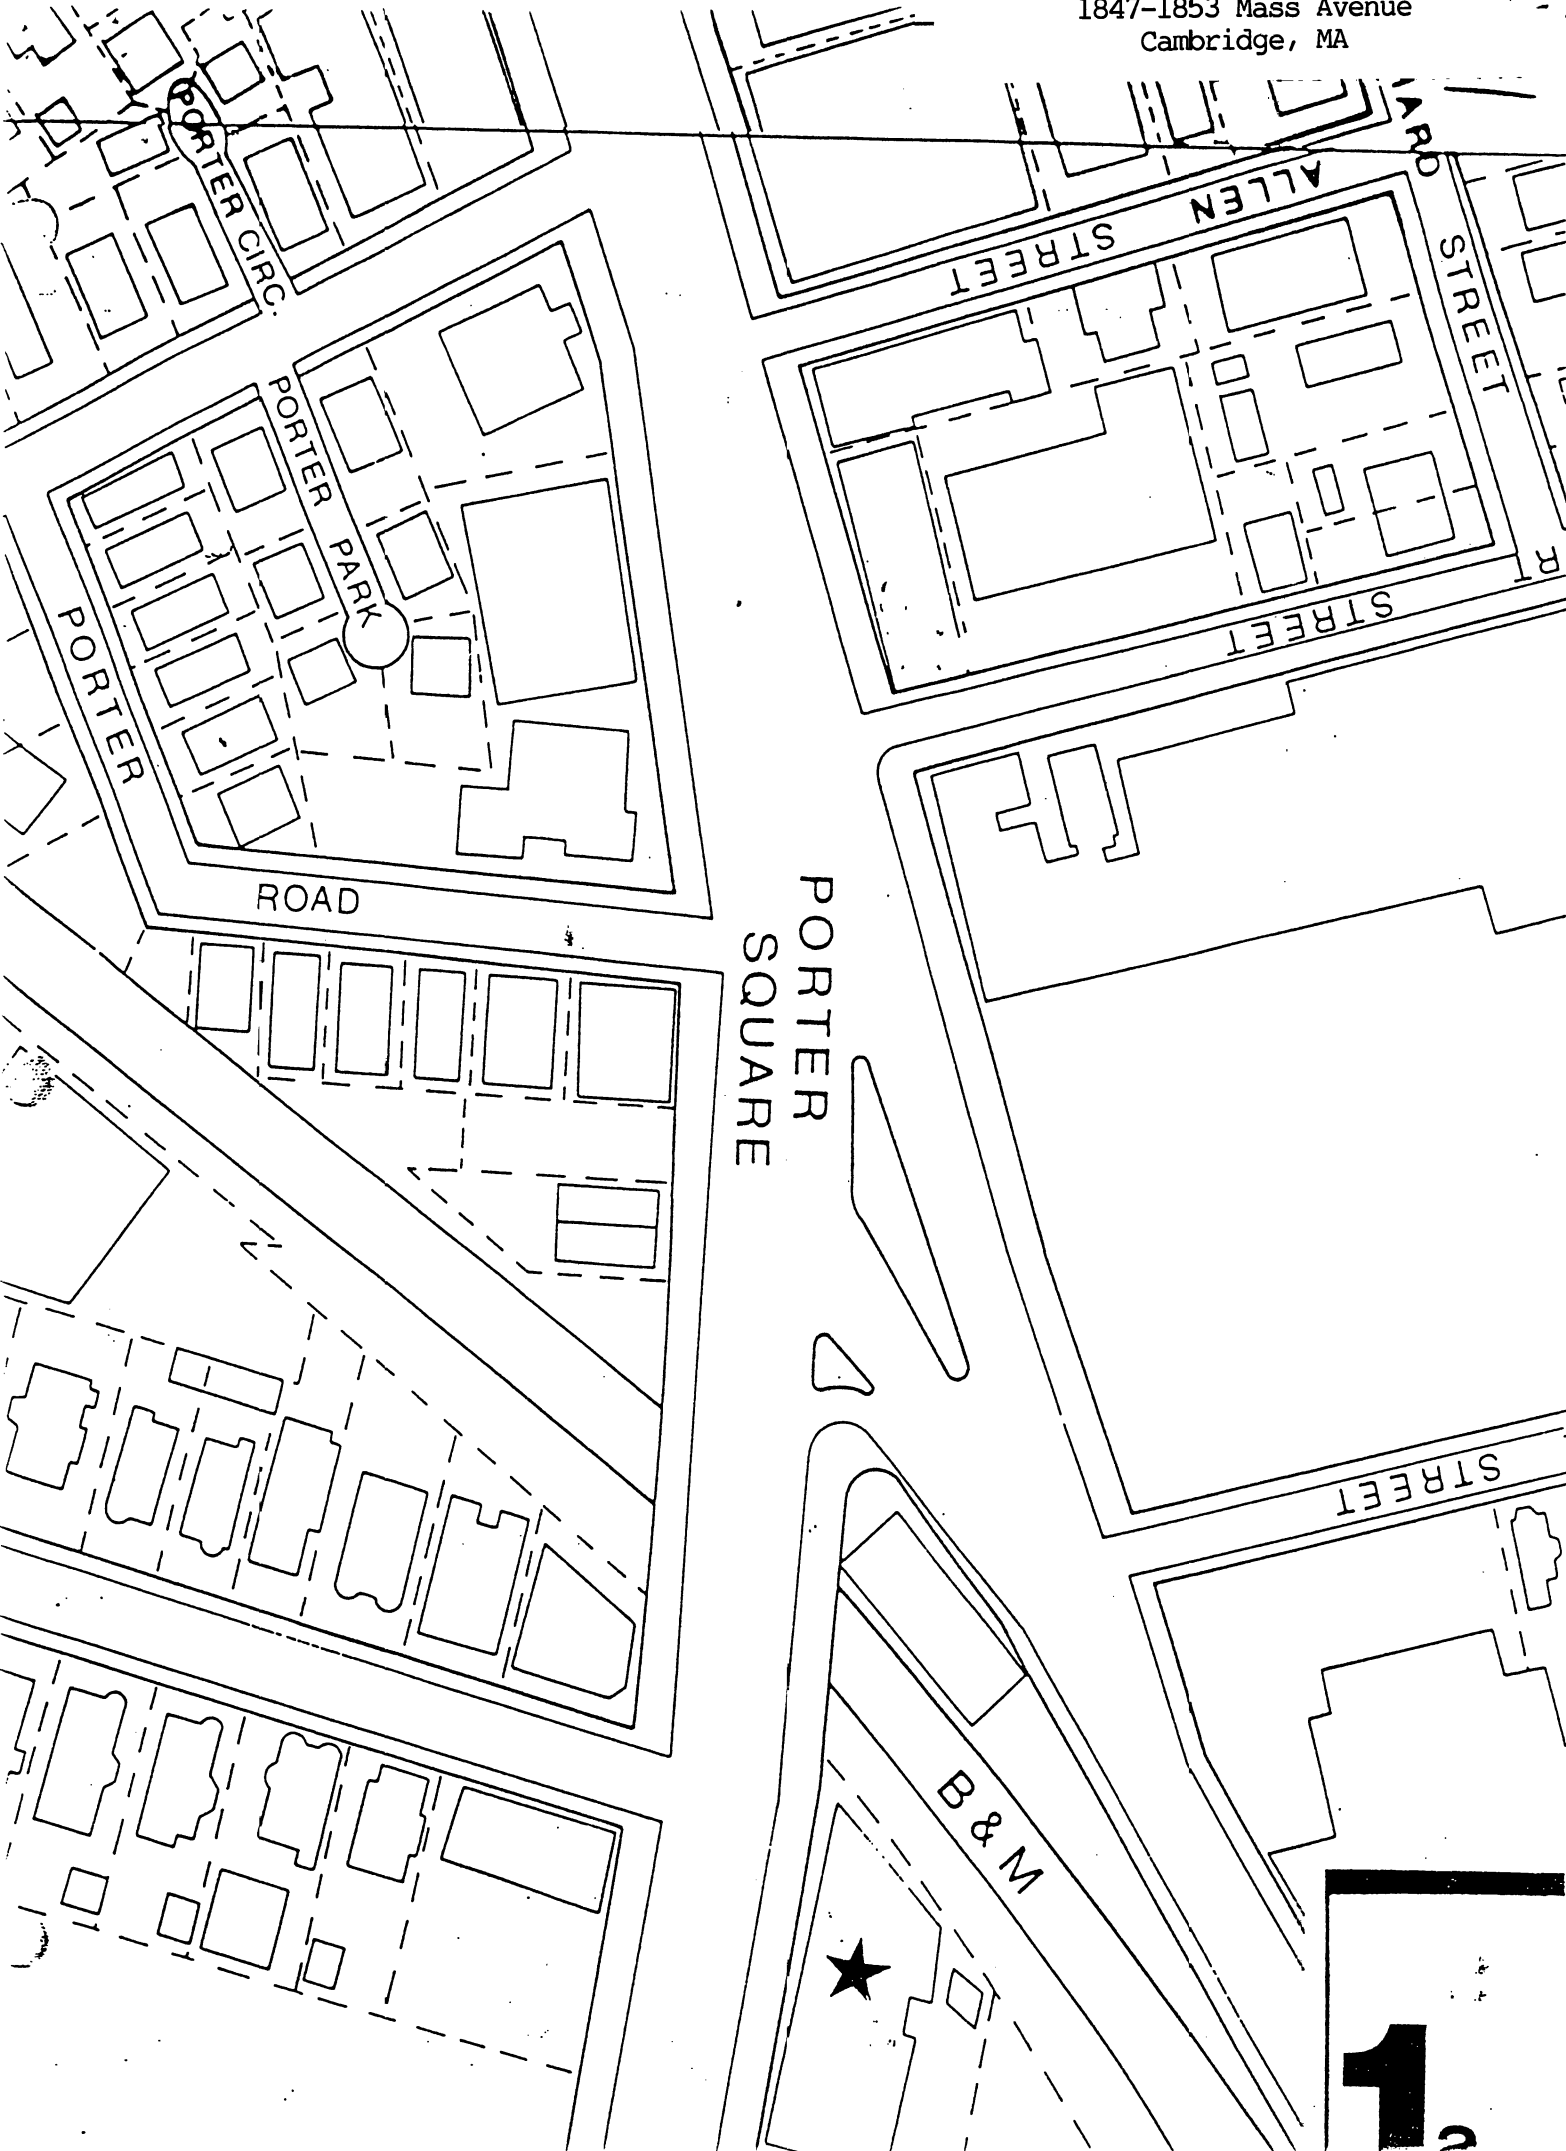 1847-1853 Mass Avenue
Cambridge, MA
PORTER CIRC.
ALLEN STREET
STREET
PORTER PARK
STREET
PORTER
ROAD
PORTER
SQUARE
STREET
B & M
1